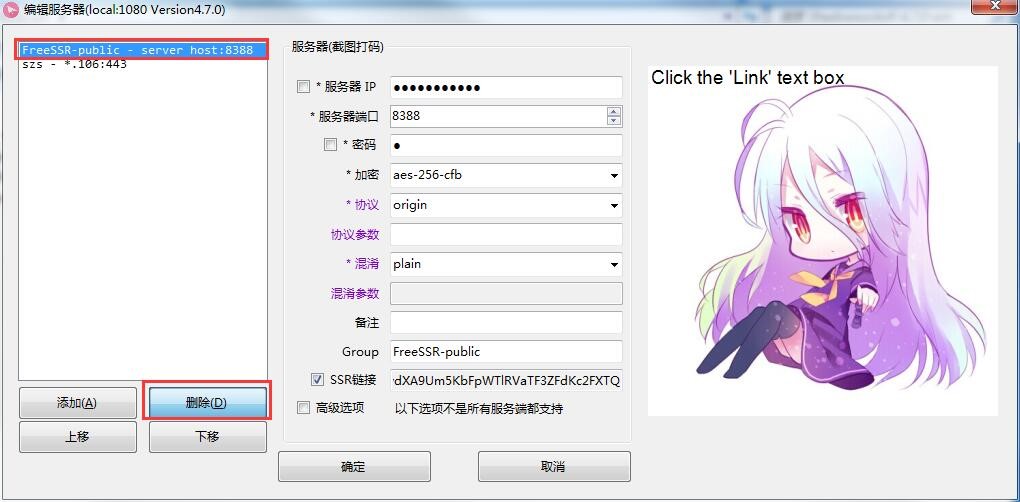 编辑服务器(local:1080 Version4.7.0)
FreeSSR-public - server host:8388
szs - *.106:443
服务器(截图打码)
* 服务器 IP
●●●●●●●●●●●
* 服务器端口 8388
* 密码 ●
* 加密 aes-256-cfb
* 协议 origin
协议参数
* 混淆 plain
混淆参数
备注
Group FreeSSR-public
SSR链接 dXA9Um5KbFpWTlRVaTF3ZFdKc2FXTQ
高级选项 以下选项不是所有服务端都支持
添加(A) 删除(D)
上移 下移
确定 取消
Click the 'Link' text box